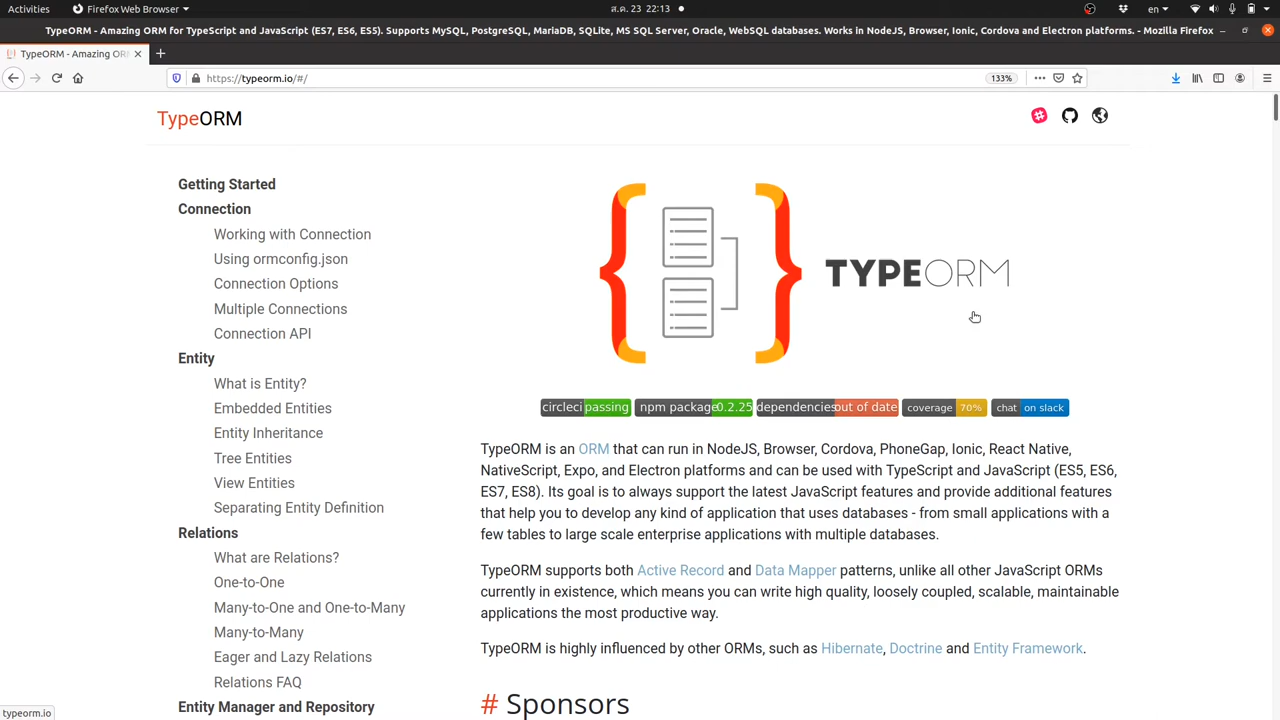 Activities
Firefox Web Browser
ส.ค. 23 22:13
en
TypeORM - Amazing ORM for TypeScript and JavaScript (ES7, ES6, ES5). Supports MySQL, PostgreSQL, MariaDB, SQLite, MS SQL Server, Oracle, WebSQL databases. Works in NodeJS, Browser, Ionic, Cordova and Electron platforms. - Mozilla Firefox
TypeORM - Amazing ORM
https://typeorm.io/#/
133%
TypeORM
Getting Started
Connection
Working with Connection
Using ormconfig.json
Connection Options
Multiple Connections
Connection API
Entity
What is Entity?
Embedded Entities
Entity Inheritance
Tree Entities
View Entities
Separating Entity Definition
Relations
What are Relations?
One-to-One
Many-to-One and One-to-Many
Many-to-Many
Eager and Lazy Relations
Relations FAQ
Entity Manager and Repository
TYPEORM
circleci passing
npm package 0.2.25
dependencies out of date
coverage 70%
chat on slack
TypeORM is an ORM that can run in NodeJS, Browser, Cordova, PhoneGap, Ionic, React Native,
NativeScript, Expo, and Electron platforms and can be used with TypeScript and JavaScript (ES5, ES6,
ES7, ES8). Its goal is to always support the latest JavaScript features and provide additional features
that help you to develop any kind of application that uses databases - from small applications with a
few tables to large scale enterprise applications with multiple databases.
TypeORM supports both Active Record and Data Mapper patterns, unlike all other JavaScript ORMs
currently in existence, which means you can write high quality, loosely coupled, scalable, maintainable
applications the most productive way.
TypeORM is highly influenced by other ORMs, such as Hibernate, Doctrine and Entity Framework.
# Sponsors
typeorm.io